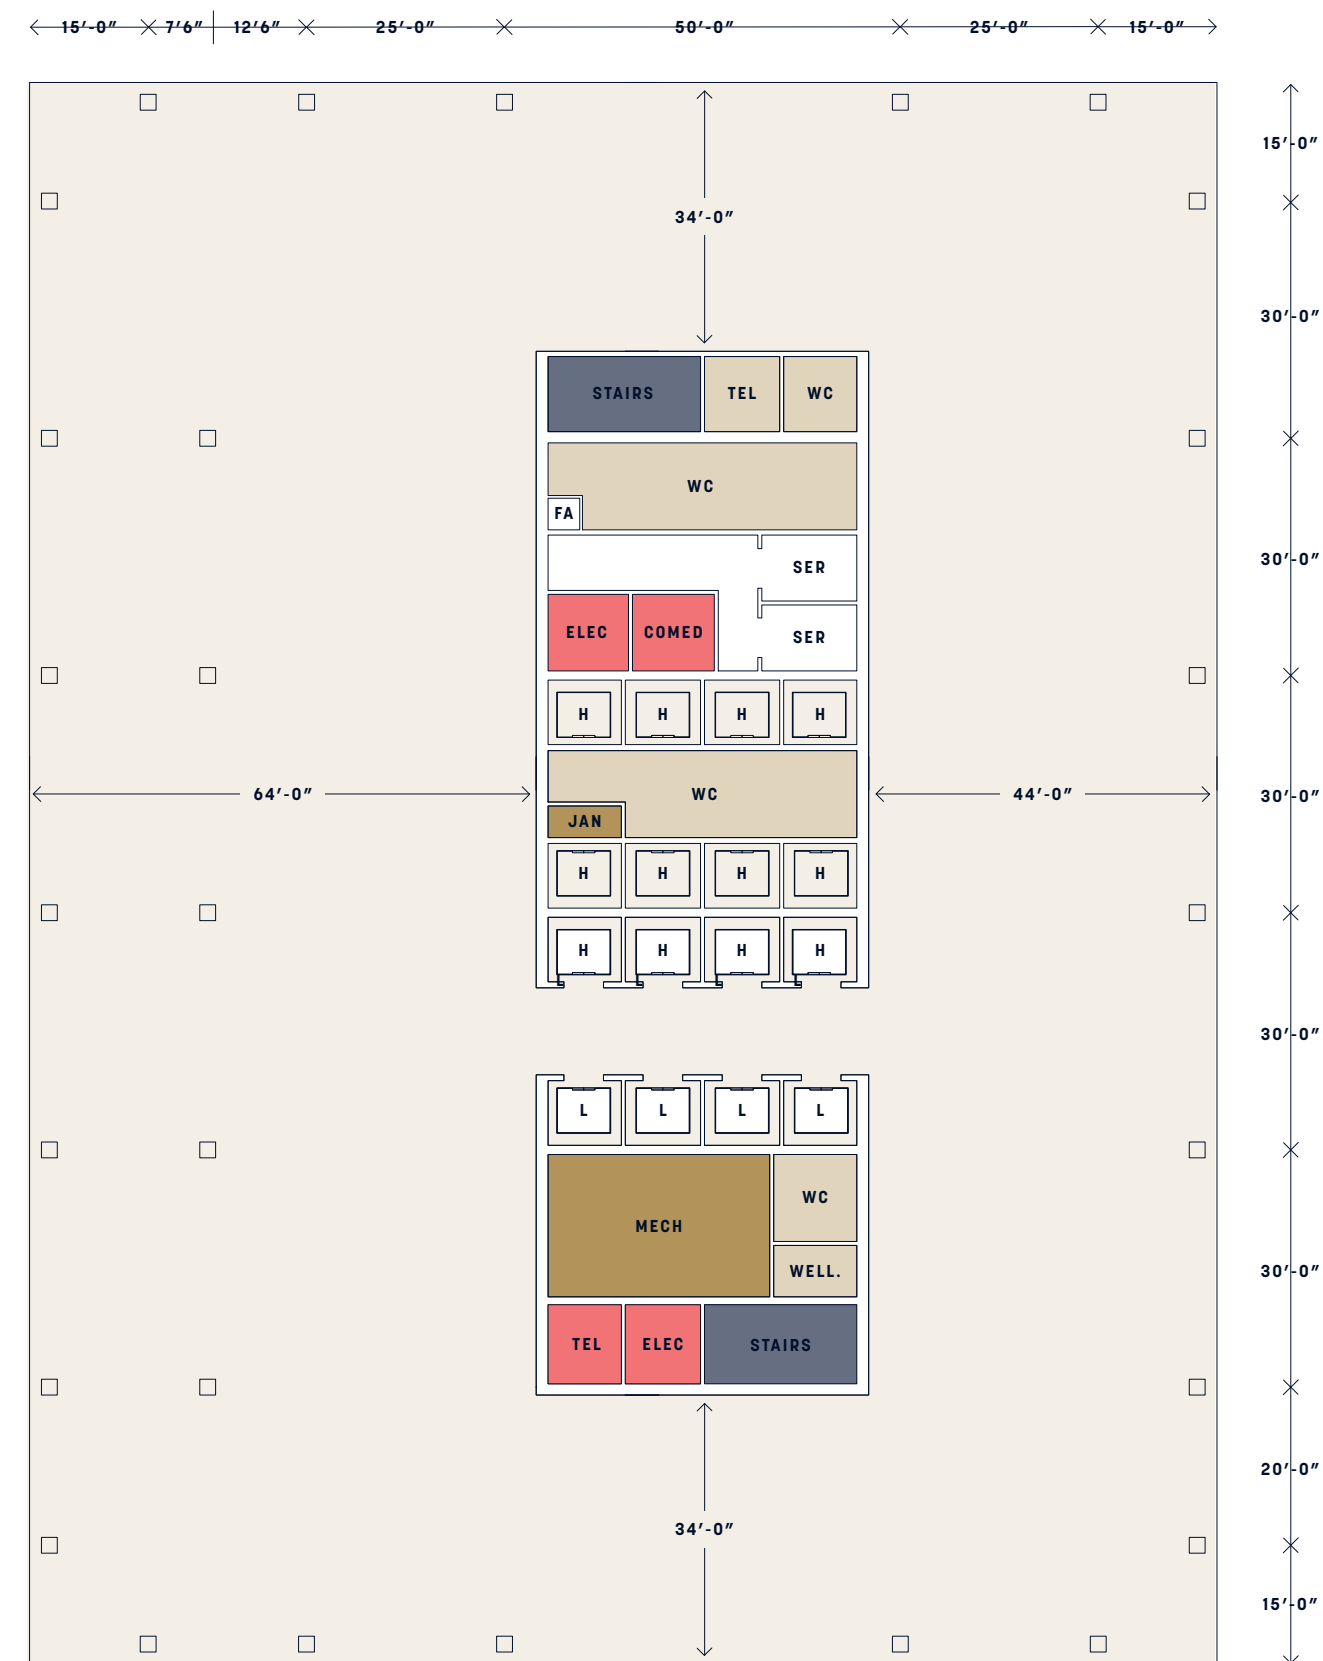 15'-0" 7'6" 12'6" 25'-0" 50'-0" 25'-0" 15'-0"
15'-0"
34'-0"
30'-0"
STAIRS TEL WC
WC
FA
30'-0"
SER
ELEC COMED
SER
H H H H
64'-0" WC 44'-0" 30'-0"
JAN
H H H H
H H H H
30'-0"
L L L L
WC
MECH
WELL. 30'-0"
TEL ELEC STAIRS
20'-0"
34'-0"
15'-0"